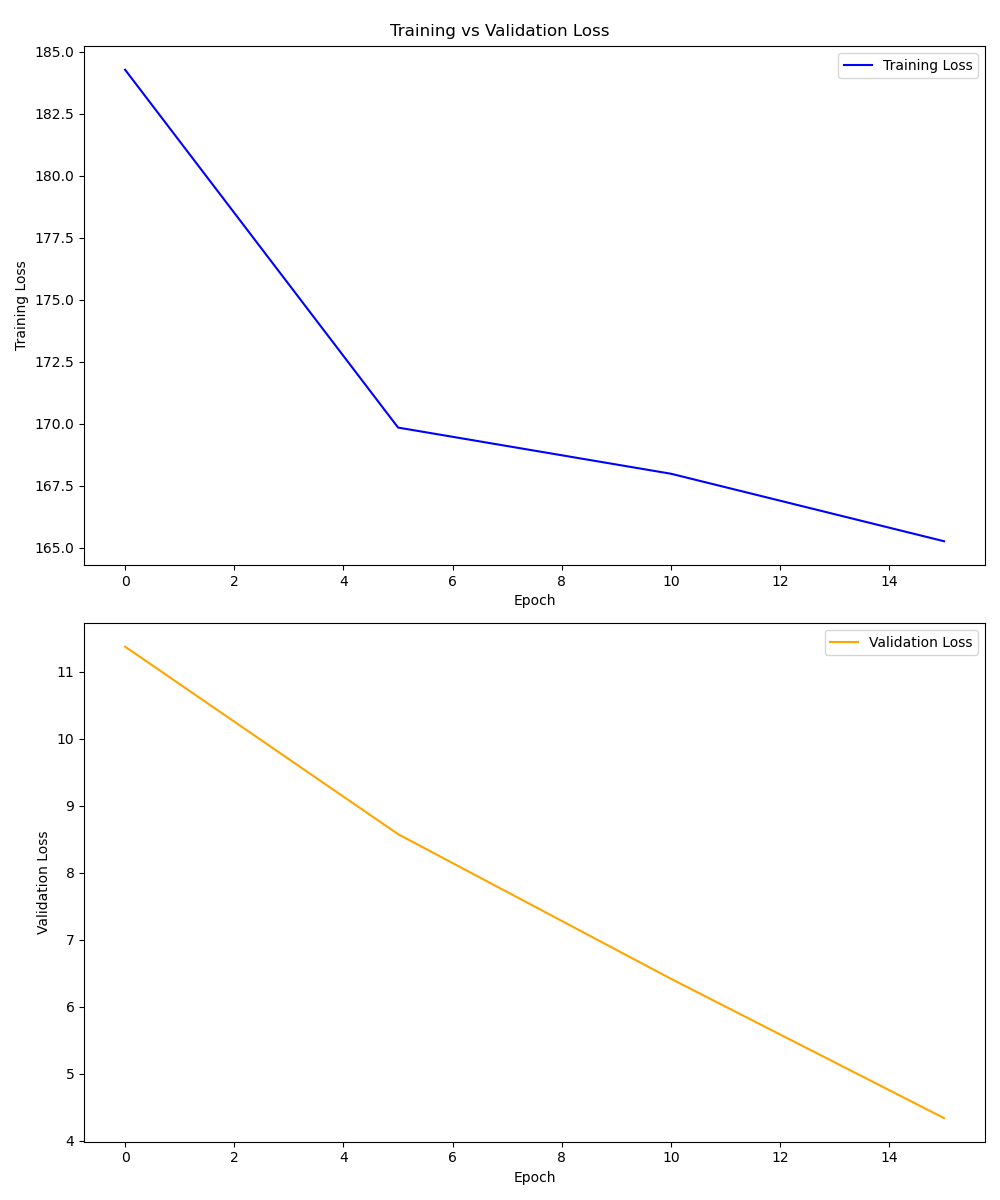 Training vs Validation Loss
185.0
182.5
180.0
177.5
175.0
172.5
170.0
167.5
165.0
Training Loss
Training Loss
0 2 4 6 8 10 12 14
Epoch
11
10
9
8
7
6
5
4
Validation Loss
Validation Loss
0 2 4 6 8 10 12 14
Epoch